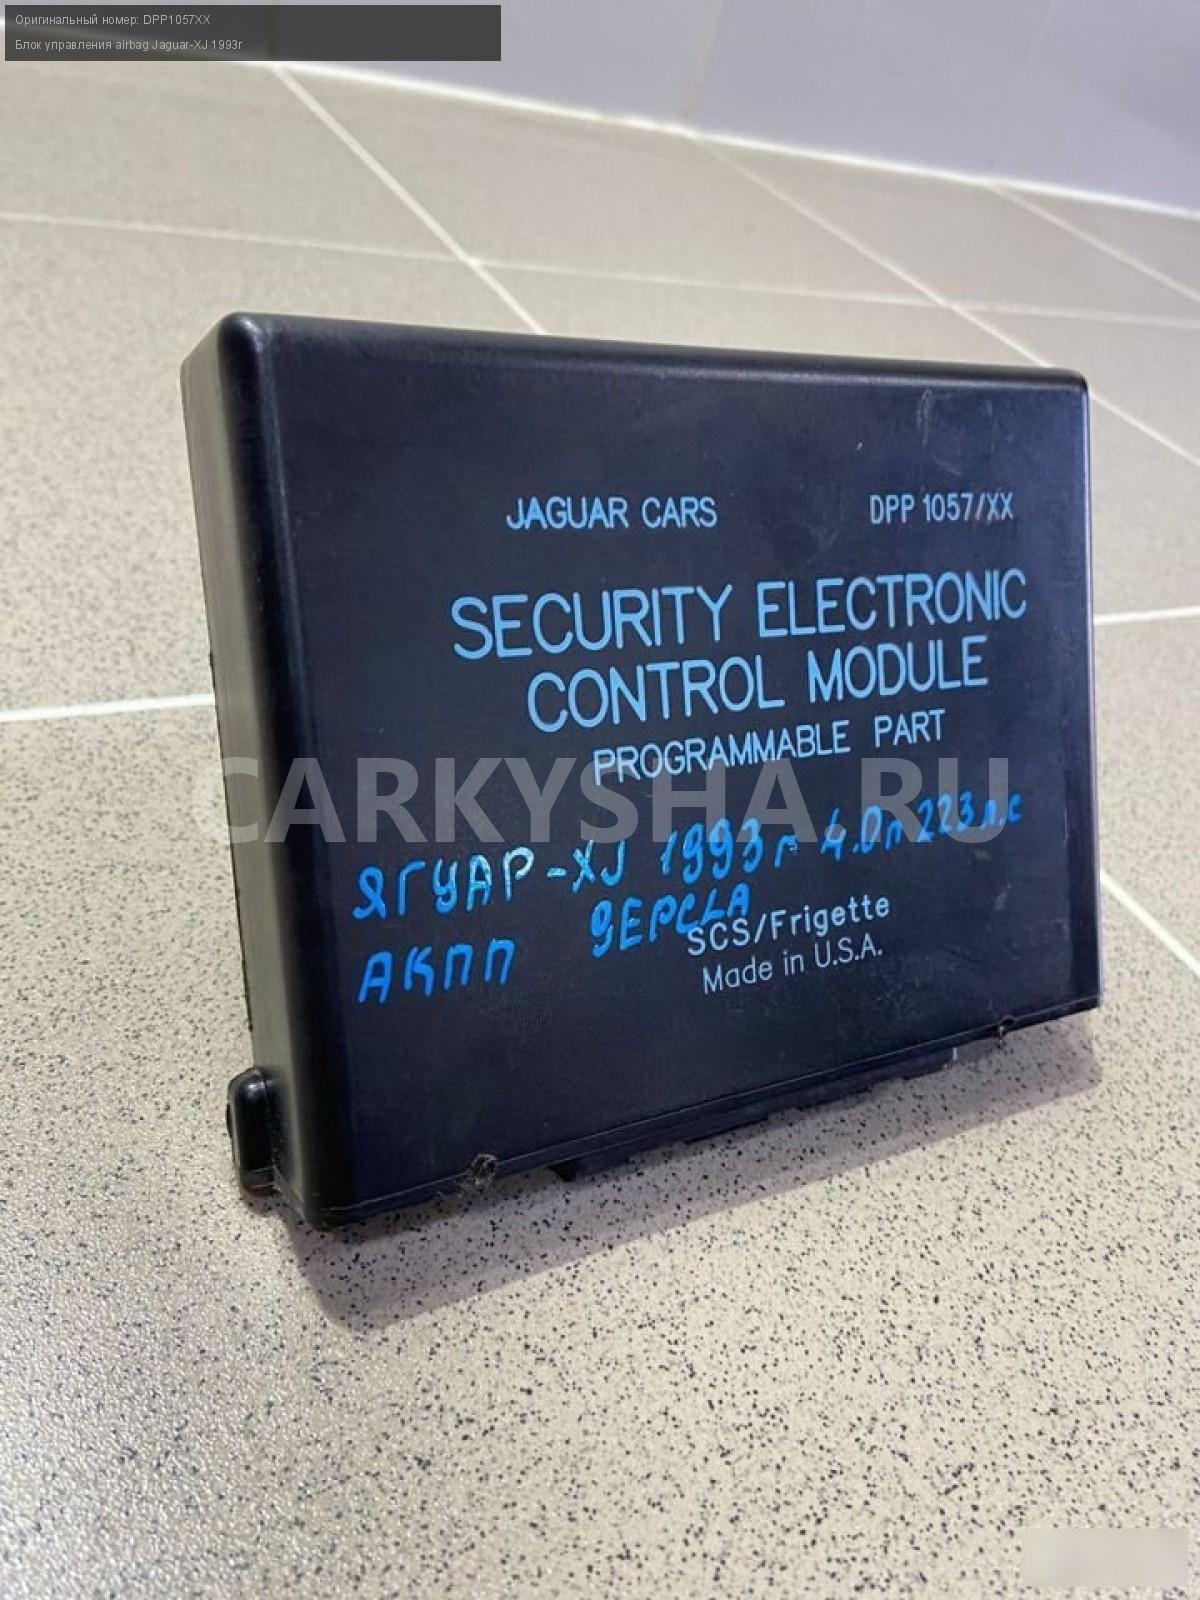 Оригинальный номер: DPP1057XX
Блок управления airbag Jaguar-XJ 1993г
JAGUAR CARS DPP 1057/XX
SECURITY ELECTRONIC
CONTROL MODULE
PROGRAMMABLE PART
CARKYSHA.RU
ЯГУАР-XJ 1993г 4.0л 223л.с
АКПП
SCS/Frigette
Made in U.S.A.